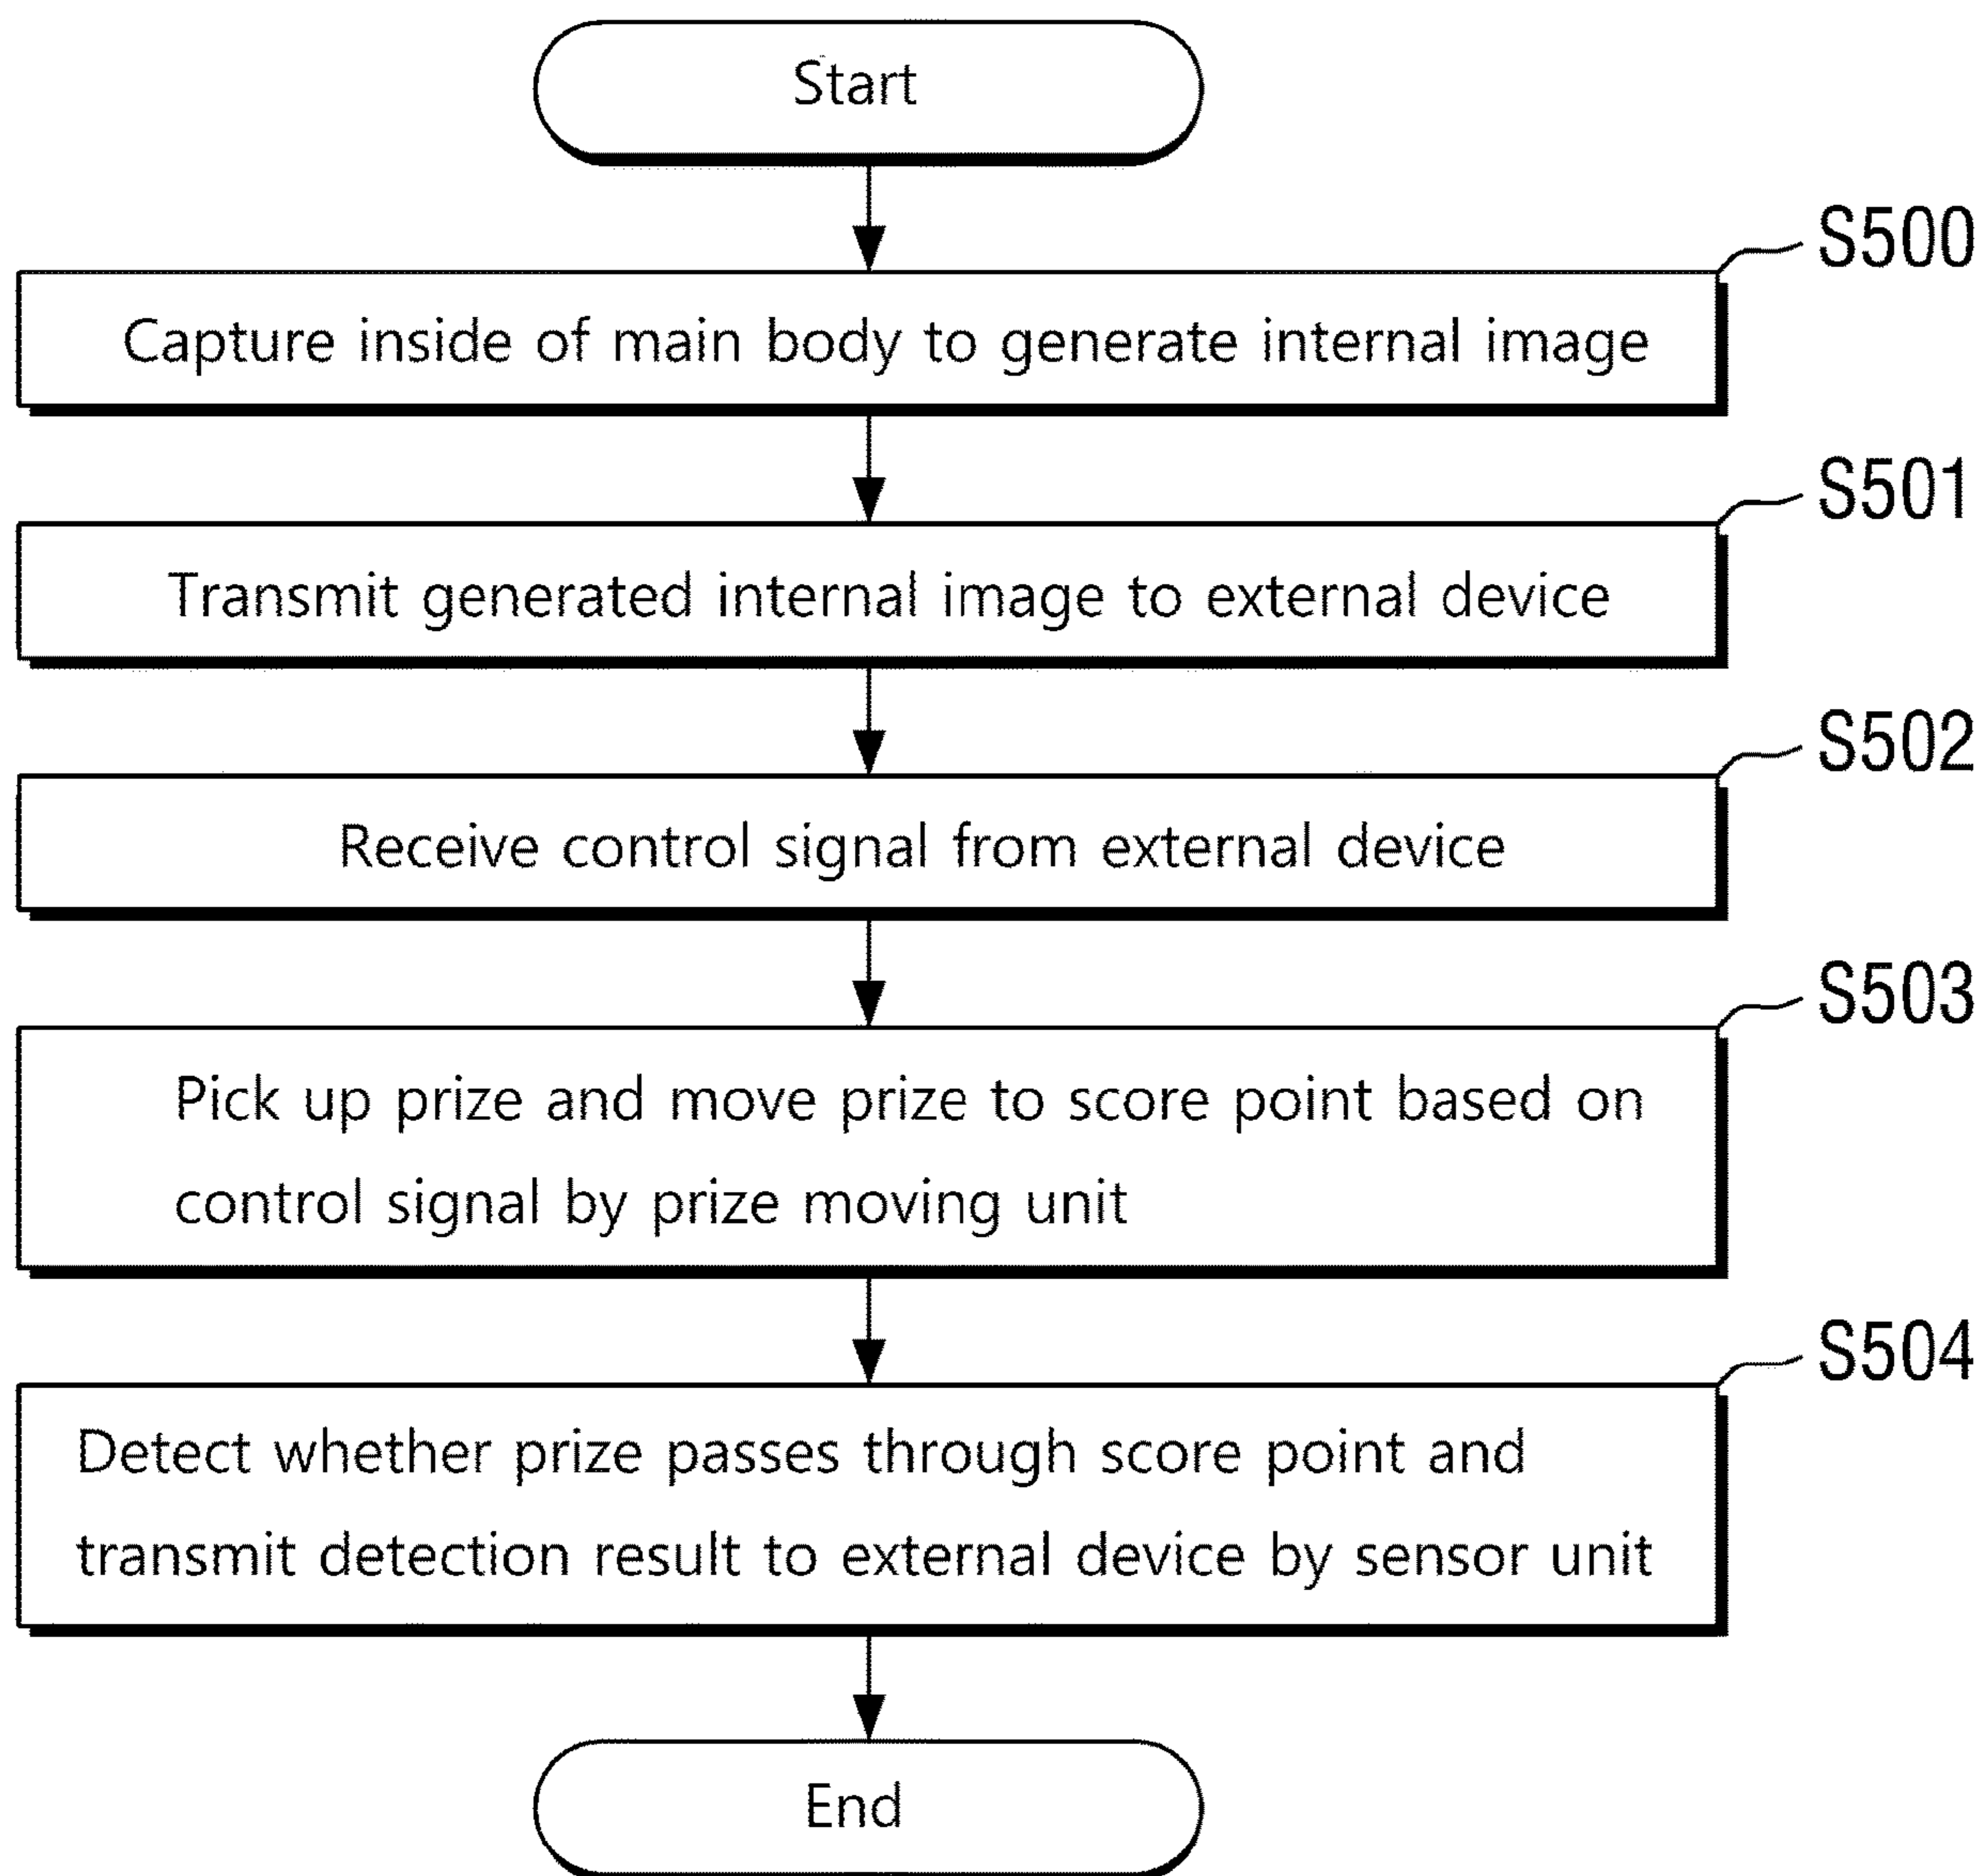 Start
S500
Capture inside of main body to generate internal image
S501
Transmit generated internal image to external device
S502
Receive control signal from external device
S503
Pick up prize and move prize to score point based on
control signal by prize moving unit
S504
Detect whether prize passes through score point and
transmit detection result to external device by sensor unit
End